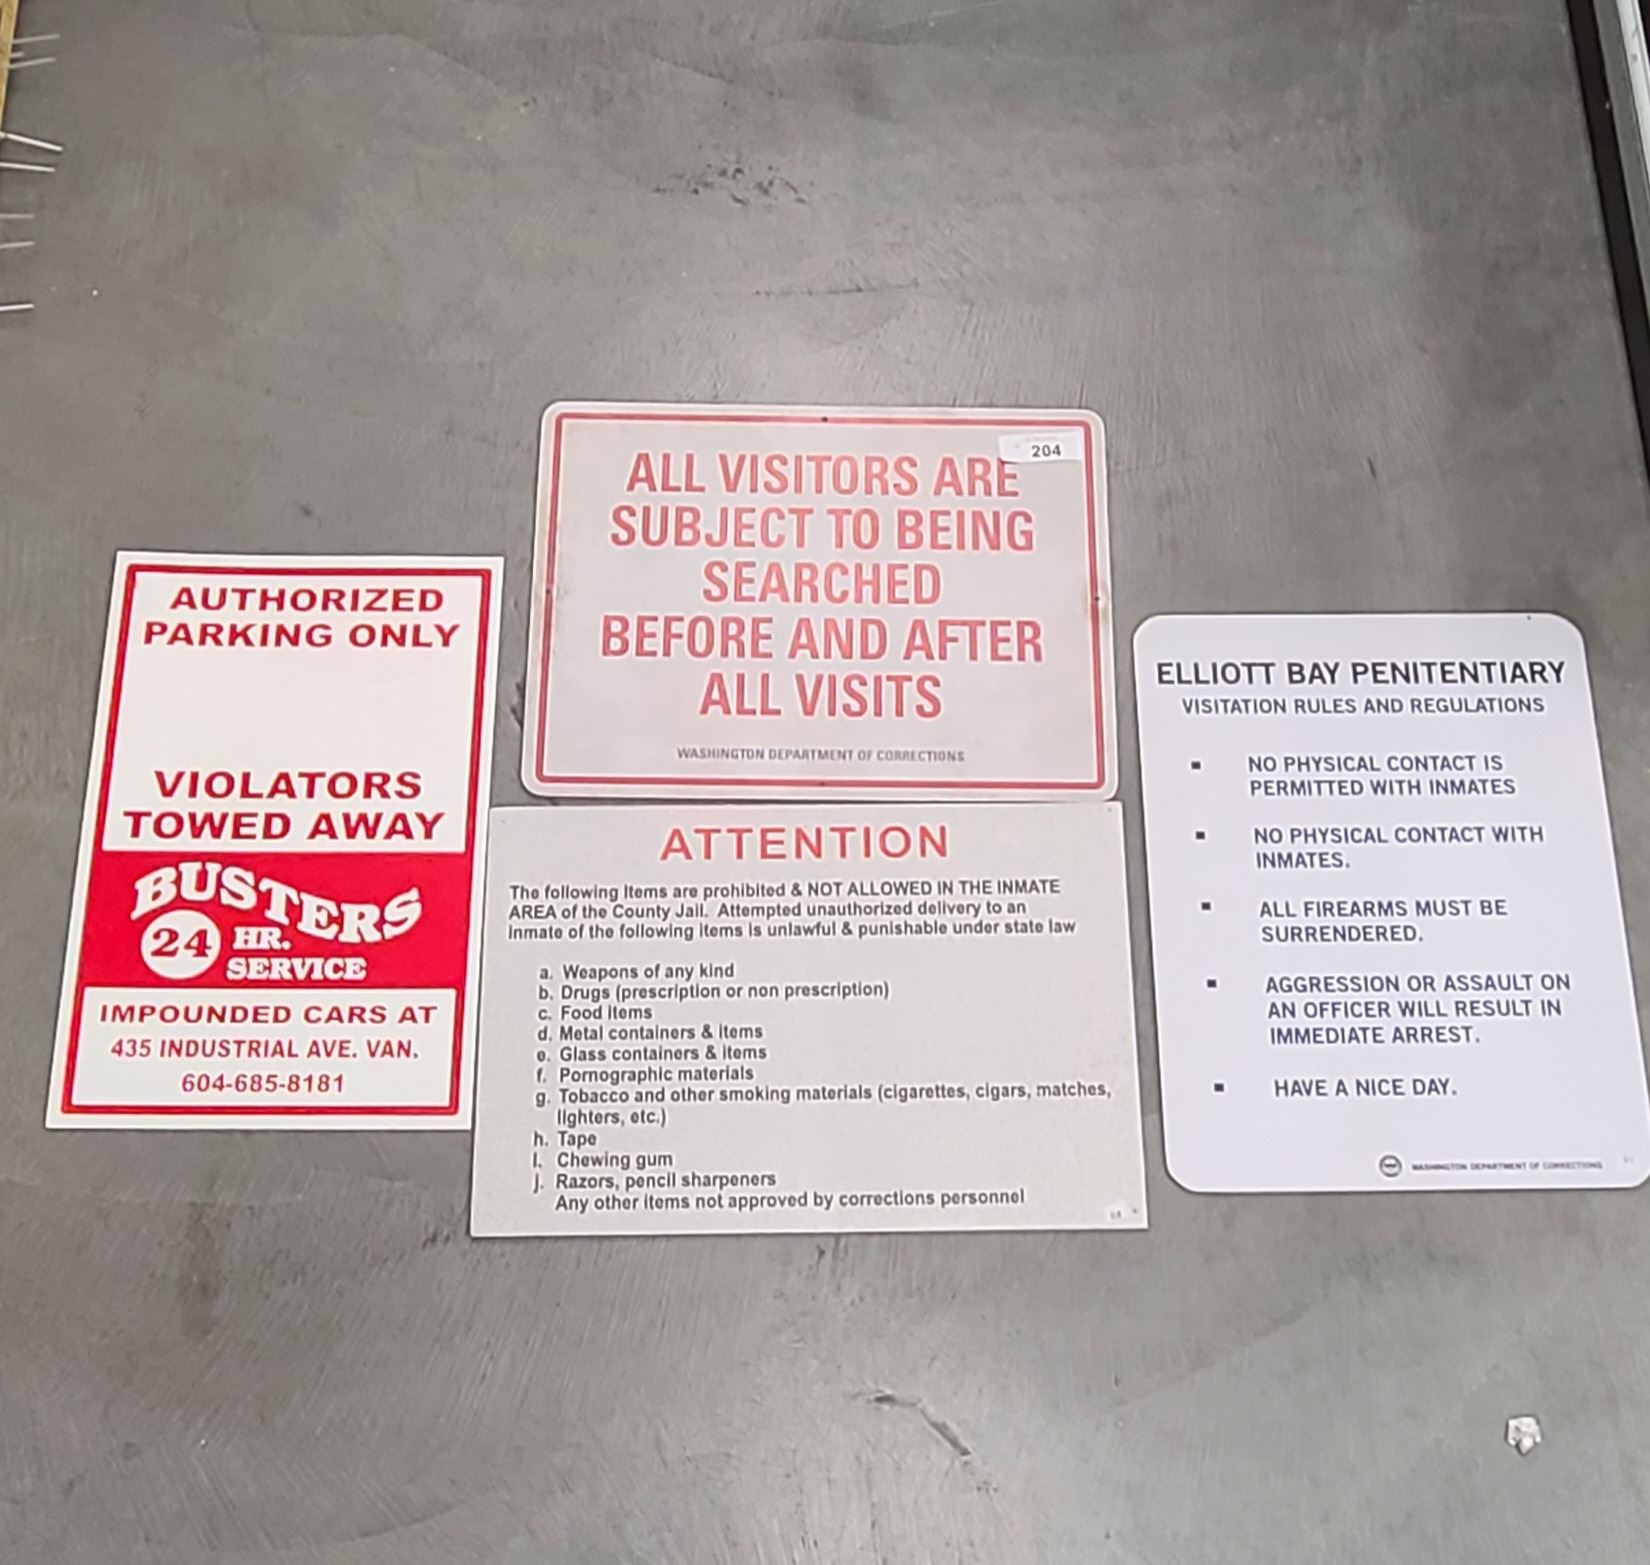 AUTHORIZED
PARKING ONLY
VIOLATORS
TOWED AWAY
BUSTERS
24 HR.
SERVICE
IMPOUNDED CARS AT
435 INDUSTRIAL AVE. VAN.
604-685-8181
204
ALL VISITORS ARE
SUBJECT TO BEING
SEARCHED
BEFORE AND AFTER
ALL VISITS
WASHINGTON DEPARTMENT OF CORRECTIONS
ATTENTION
The following items are prohibited & NOT ALLOWED IN THE INMATE
AREA of the County Jail. Attempted unauthorized delivery to an
inmate of the following items is unlawful & punishable under state law
a. Weapons of any kind
b. Drugs (prescription or non prescription)
c. Food items
d. Metal containers & items
e. Glass containers & items
f. Pornographic materials
g. Tobacco and other smoking materials (cigarettes, cigars, matches,
lighters, etc.)
h. Tape
i. Chewing gum
j. Razors, pencil sharpeners
Any other items not approved by corrections personnel
ELLIOTT BAY PENITENTIARY
VISITATION RULES AND REGULATIONS
▪ NO PHYSICAL CONTACT IS
PERMITTED WITH INMATES
▪ NO PHYSICAL CONTACT WITH
INMATES.
▪ ALL FIREARMS MUST BE
SURRENDERED.
▪ AGGRESSION OR ASSAULT ON
AN OFFICER WILL RESULT IN
IMMEDIATE ARREST.
▪ HAVE A NICE DAY.
WASHINGTON DEPARTMENT OF CORRECTIONS